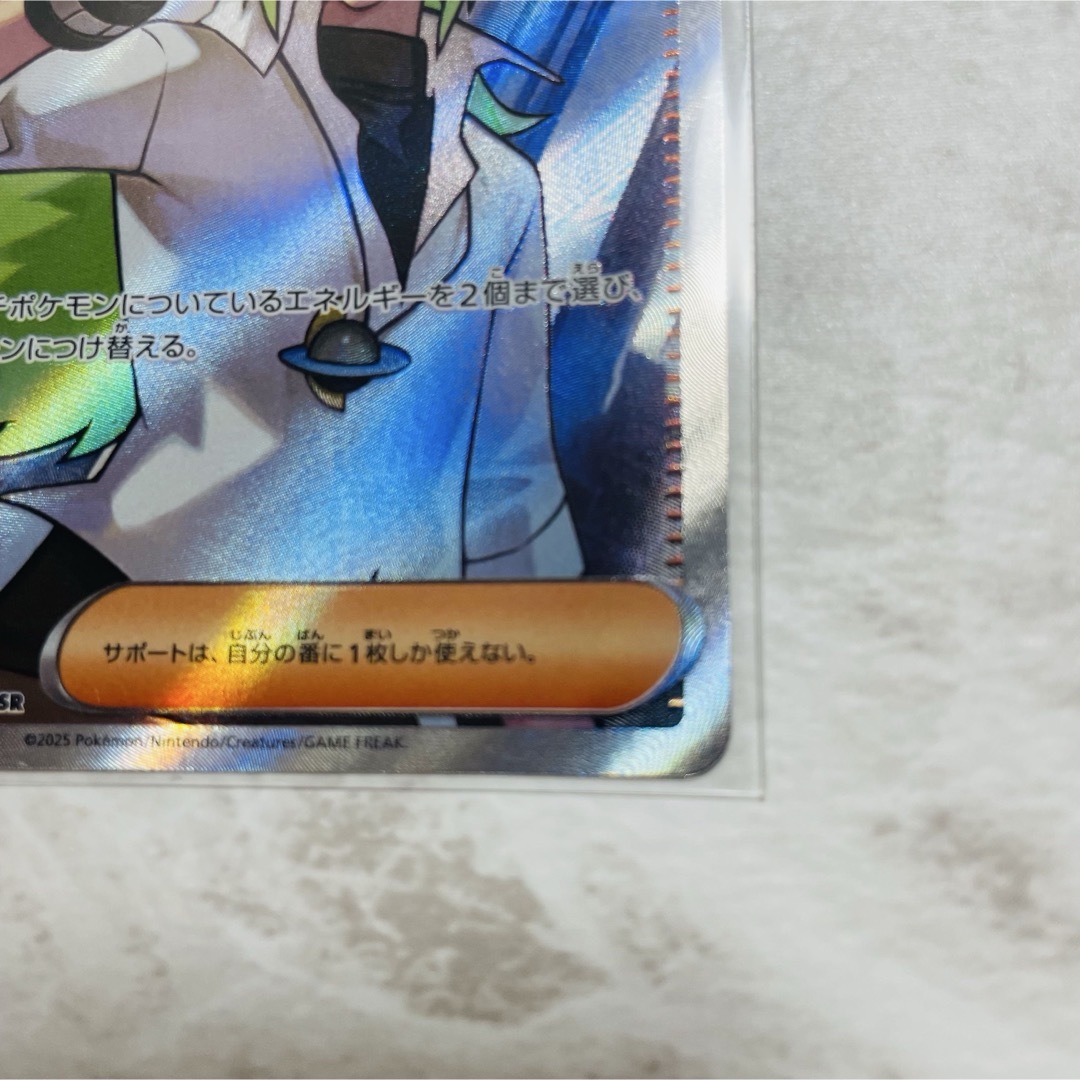 ポケモンについているエネルギーを2個まで選び、
ンにつけ替える。
サポートは、自分の番に1枚しか使えない。
SR
©2025 Pokémon/Nintendo/Creatures/GAME FREAK.